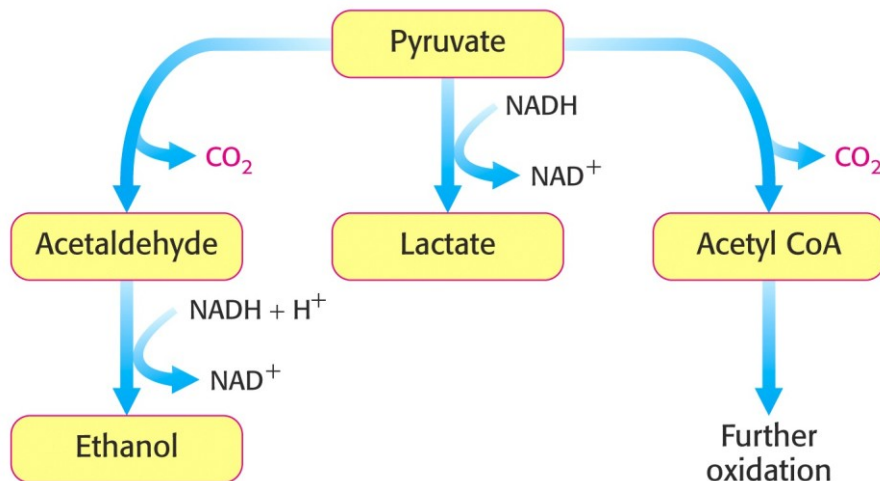 Pyruvate
NADH
CO₂
NAD⁺
CO₂
Acetaldehyde
Lactate
Acetyl CoA
NADH + H⁺
NAD⁺
Ethanol
Further
oxidation